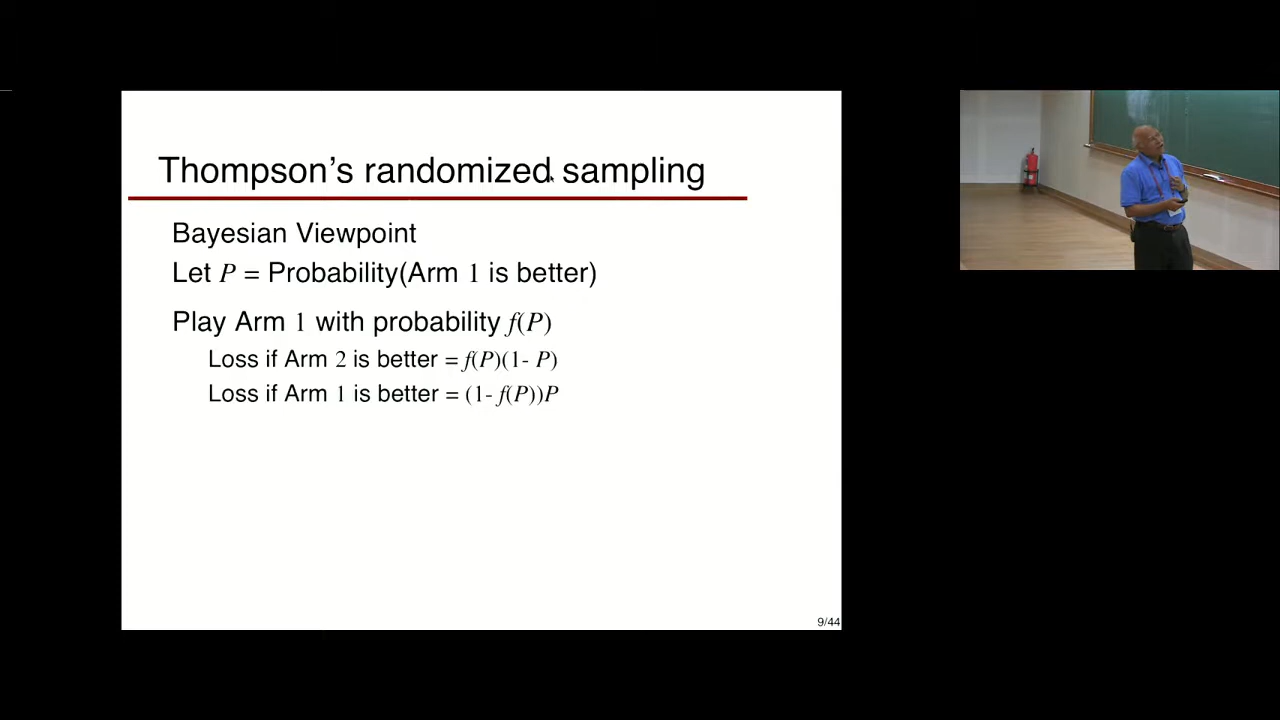 Thompson's randomized sampling
Bayesian Viewpoint
Let P = Probability(Arm 1 is better)
Play Arm 1 with probability f(P)
Loss if Arm 2 is better = f(P)(1- P)
Loss if Arm 1 is better = (1- f(P))P
9/44